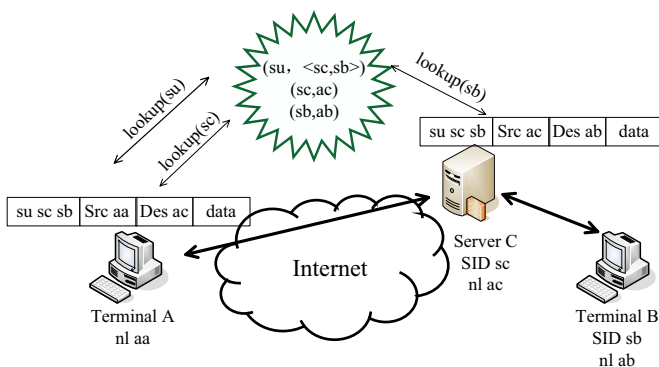 (su，<sc,sb>)
(sc,ac)
(sb,ab)
lookup(su)
lookup(sc)
lookup(sb)
su sc sb Src ac Des ab data
su sc sb Src aa Des ac data
Internet
Server C
SID sc
nl ac
Terminal A
nl aa
Terminal B
SID sb
nl ab